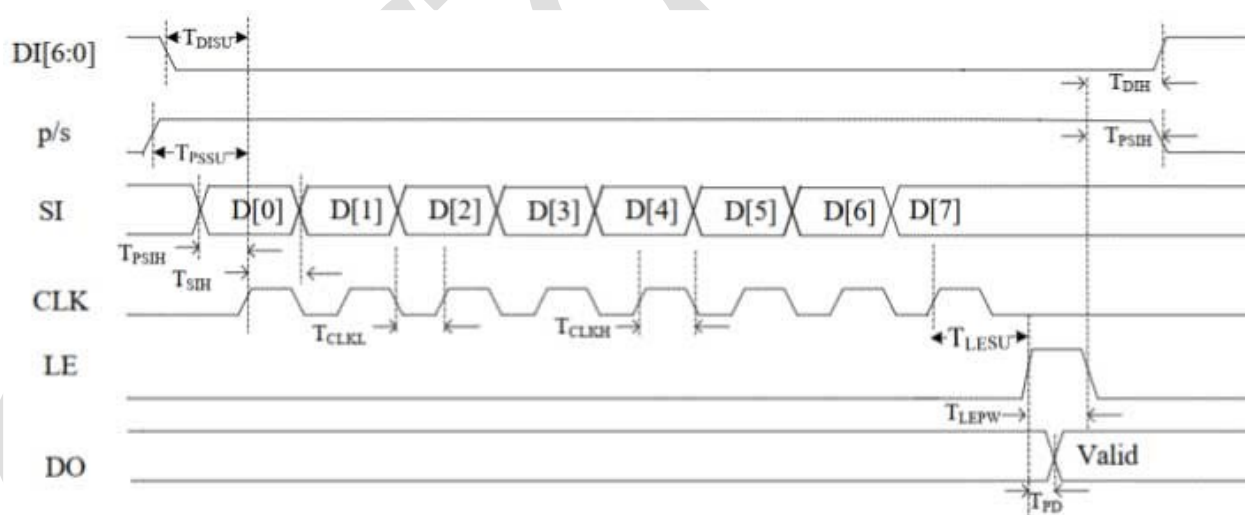 DI[6:0]
TDISU
TDIH
p/s
TPSSU
TPSIH
SI
D[0] D[1] D[2] D[3] D[4] D[5] D[6] D[7]
TPSIH
TSIH
CLK
TCLKL
TCLKH
TLESU
LE
TLEPW
DO
Valid
TPD